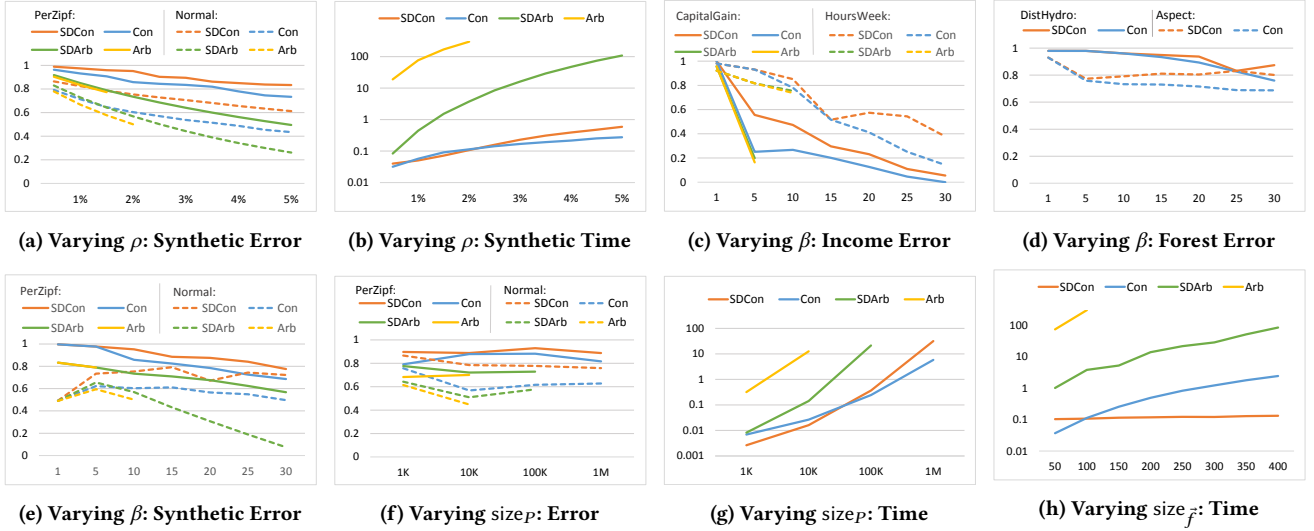 PerZipf: Normal:
SDCon Con SDCon Con
SDArb Arb SDArb Arb
1
0.8
0.6
0.4
0.2
0
1% 2% 3% 4% 5%
(a) Varying ρ: Synthetic Error
SDCon Con SDArb Arb
100
10
1
0.1
0.01
1% 2% 3% 4% 5%
(b) Varying ρ: Synthetic Time
CapitalGain: HoursWeek:
SDCon Con SDCon Con
SDArb Arb SDArb Arb
1
0.8
0.6
0.4
0.2
0
1 5 10 15 20 25 30
(c) Varying β: Income Error
DistHydro: Aspect:
SDCon Con SDCon Con
1
0.8
0.6
0.4
0.2
0
1 5 10 15 20 25 30
(d) Varying β: Forest Error
PerZipf: Normal:
SDCon Con SDCon Con
SDArb Arb SDArb Arb
1
0.8
0.6
0.4
0.2
0
1 5 10 15 20 25 30
(e) Varying β: Synthetic Error
PerZipf: Normal:
SDCon Con SDCon Con
SDArb Arb SDArb Arb
1
0.8
0.6
0.4
0.2
0
1K 10K 100K 1M
(f) Varying size_P: Error
SDCon Con SDArb Arb
100
10
1
0.1
0.01
0.001
1K 10K 100K 1M
(g) Varying size_P: Time
SDCon Con SDArb Arb
100
10
1
0.1
0.01
50 100 150 200 250 300 350 400
(h) Varying size_f⃗: Time